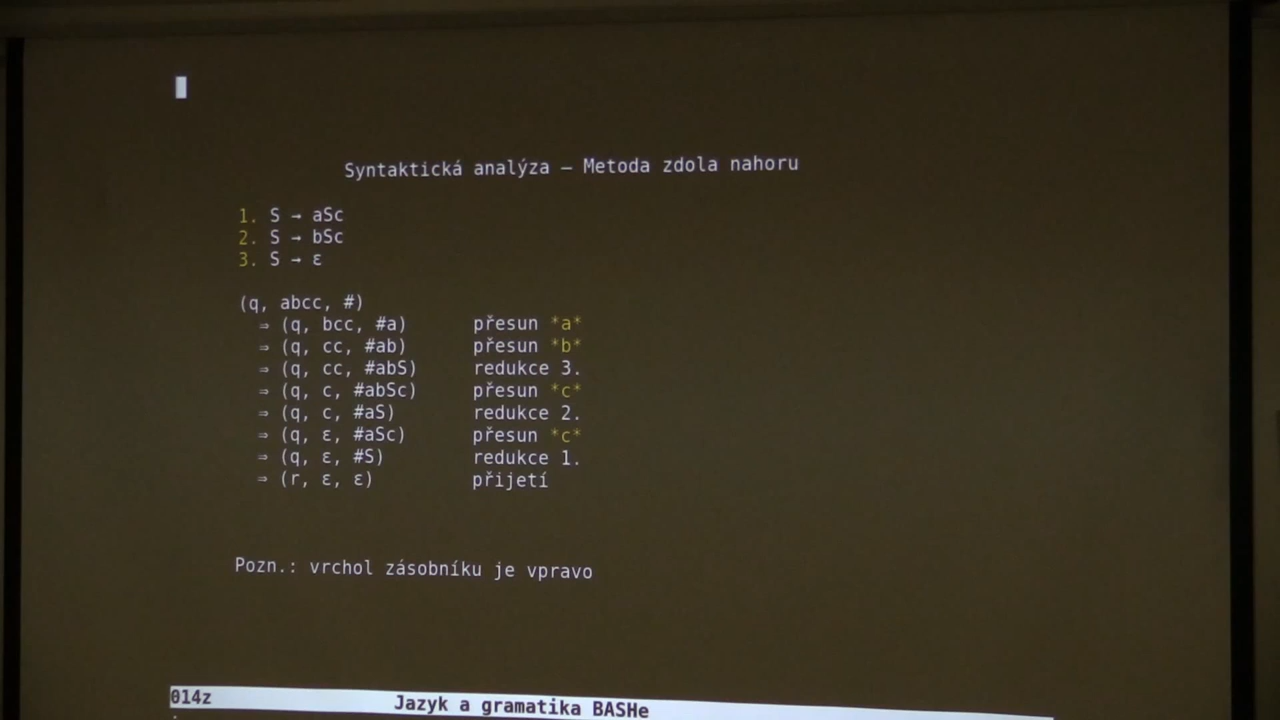 Syntaktická analýza – Metoda zdola nahoru
1. S → aSc
2. S → bSc
3. S → ε
(q, abcc, #)
⇒ (q, bcc, #a) přesun *a*
⇒ (q, cc, #ab) přesun *b*
⇒ (q, cc, #abS) redukce 3.
⇒ (q, c, #abSc) přesun *c*
⇒ (q, c, #aS) redukce 2.
⇒ (q, ε, #aSc) přesun *c*
⇒ (q, ε, #S) redukce 1.
⇒ (r, ε, ε) přijetí
Pozn.: vrchol zásobníku je vpravo
014z Jazyk a gramatika BASHe